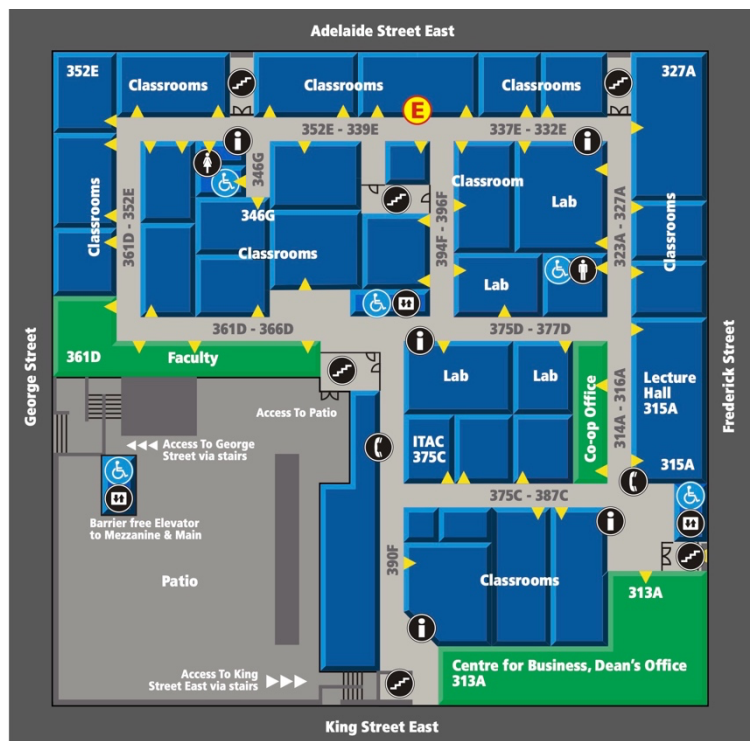 Adelaide Street East
352E
Classrooms
Classrooms
Classrooms
327A
E
352E - 339E
337E - 332E
346G
346G
Classrooms
Classroom
Lab
Lab
Classrooms
361D - 352E
394F - 396F
323A - 327A
Classrooms
George Street
Frederick Street
361D - 366D
375D - 377D
361D
Faculty
Lab
Lab
Co-op Office
314A - 316A
Lecture
Hall
315A
315A
Access To Patio
ITAC
375C
Access To George
Street via stairs
375C - 387C
Barrier free Elevator
to Mezzanine & Main
390F
Classrooms
Patio
313A
Centre for Business, Dean's Office
313A
Access To King
Street East via stairs
King Street East